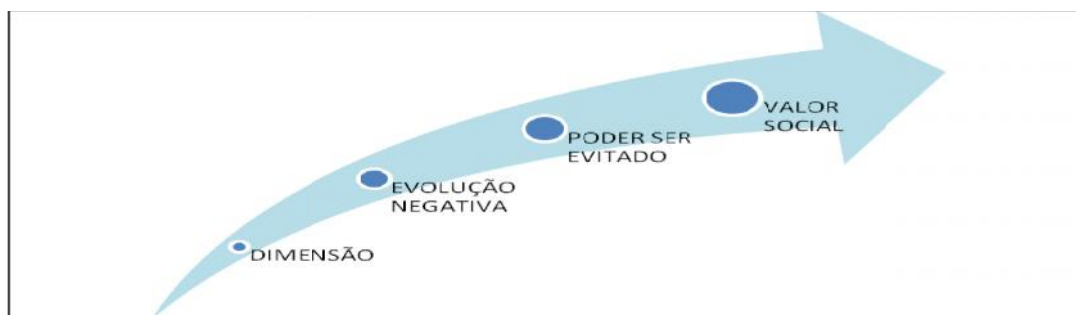 VALOR
SOCIAL
PODER SER
EVITADO
EVOLUÇÃO
NEGATIVA
DIMENSÃO